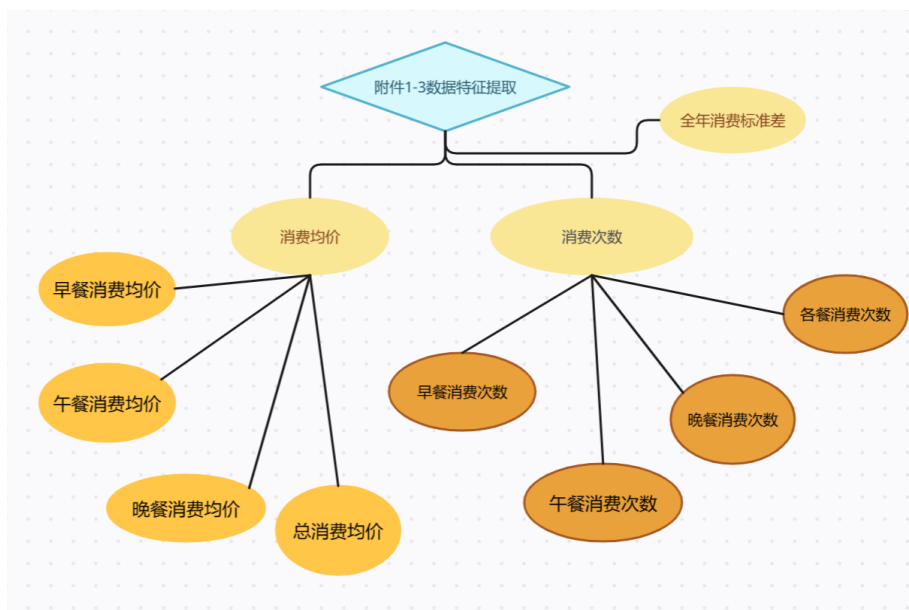 附件1-3数据特征提取
全年消费标准差
消费均价
消费次数
早餐消费均价
午餐消费均价
晚餐消费均价
总消费均价
早餐消费次数
午餐消费次数
晚餐消费次数
各餐消费次数